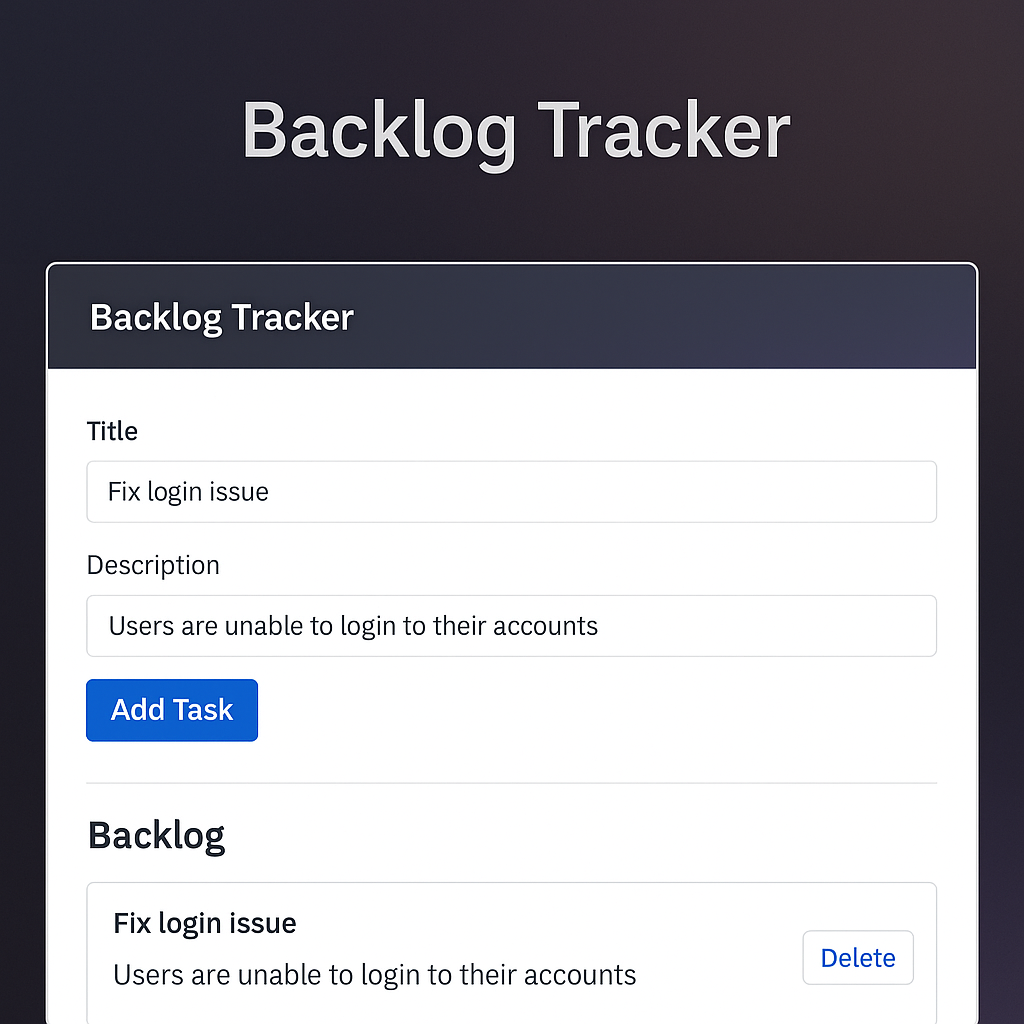 Backlog Tracker
Backlog Tracker
Title
Fix login issue
Description
Users are unable to login to their accounts
Add Task
Backlog
Fix login issue
Users are unable to login to their accounts
Delete